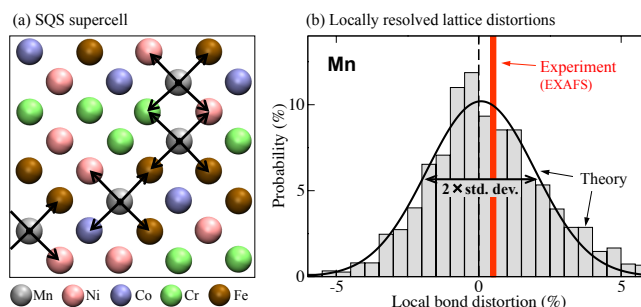 (a) SQS supercell
Mn Ni Co Cr Fe
(b) Locally resolved lattice distortions
Mn
Experiment
(EXAFS)
Theory
2 × std. dev.
Probability (%)
10
5
0
-5 0 5
Local bond distortion (%)